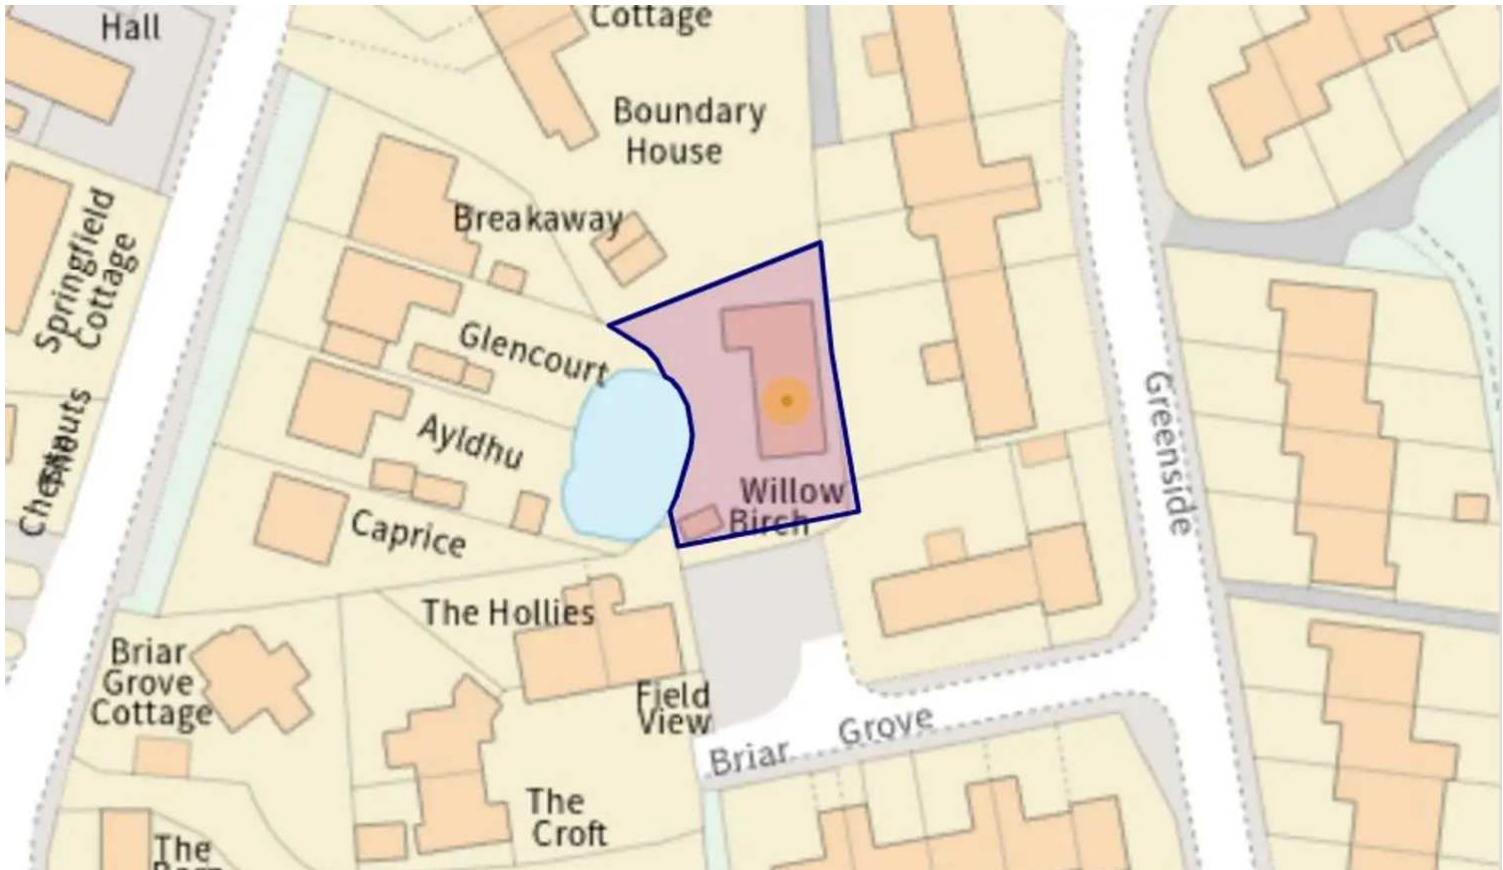 Hall
Cottage
Boundary
House
Springfield
Cottage
Breakaway
Glencourt
Greenside
Ayldhu
Willow
Birch
Caprice
The Hollies
Briar
Grove
Cottage
Field
View
Briar Grove
The
Croft
The